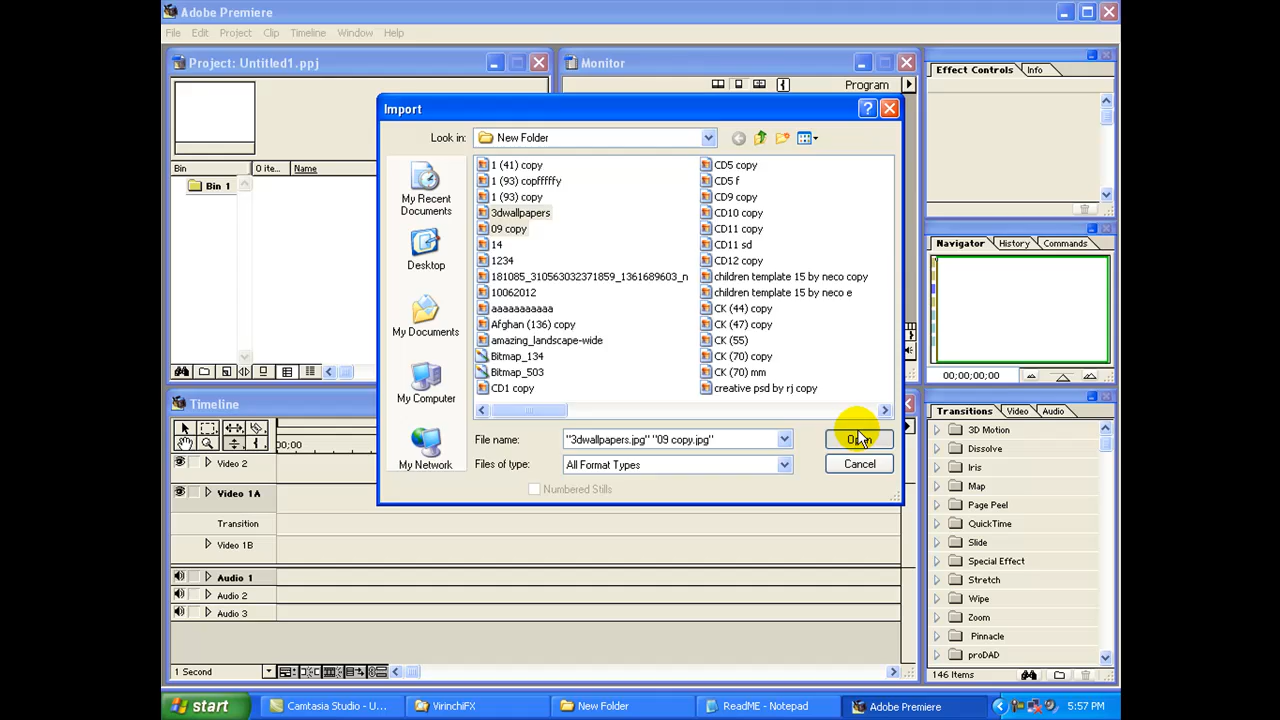 Adobe Premiere
File Edit Project Clip Timeline Window Help
Project: Untitled1.ppj
Monitor
Effect Controls Info
Program
Import
Look in: New Folder
Bin 0 ite... Name
Bin 1
My Recent Documents
Desktop
My Documents
My Computer
My Network
1 (41) copy
1 (93) copfffffy
1 (93) copy
3dwallpapers
09 copy
14
1234
181085_310563032371859_1361689603_n
10062012
aaaaaaaaaaa
Afghan (136) copy
amazing_landscape-wide
Bitmap_134
Bitmap_503
CD1 copy
CD5 copy
CD5 f
CD9 copy
CD10 copy
CD11 copy
CD11 sd
CD12 copy
children template 15 by neco copy
children template 15 by neco e
CK (44) copy
CK (47) copy
CK (55)
CK (70) copy
CK (70) mm
creative psd by rj copy
File name: "3dwallpapers.jpg" "09 copy.jpg" Open
Files of type: All Format Types Cancel
Numbered Stills
Navigator History Commands
00;00;00;00
Timeline
00;00
Video 2
Video 1A
Transition
Video 1B
Audio 1
Audio 2
Audio 3
1 Second
Transitions Video Audio
3D Motion
Dissolve
Iris
Map
Page Peel
QuickTime
Slide
Special Effect
Stretch
Wipe
Zoom
Pinnacle
proDAD
146 Items
start Camtasia Studio - U... VirinchiFX New Folder ReadME - Notepad Adobe Premiere 5:57 PM